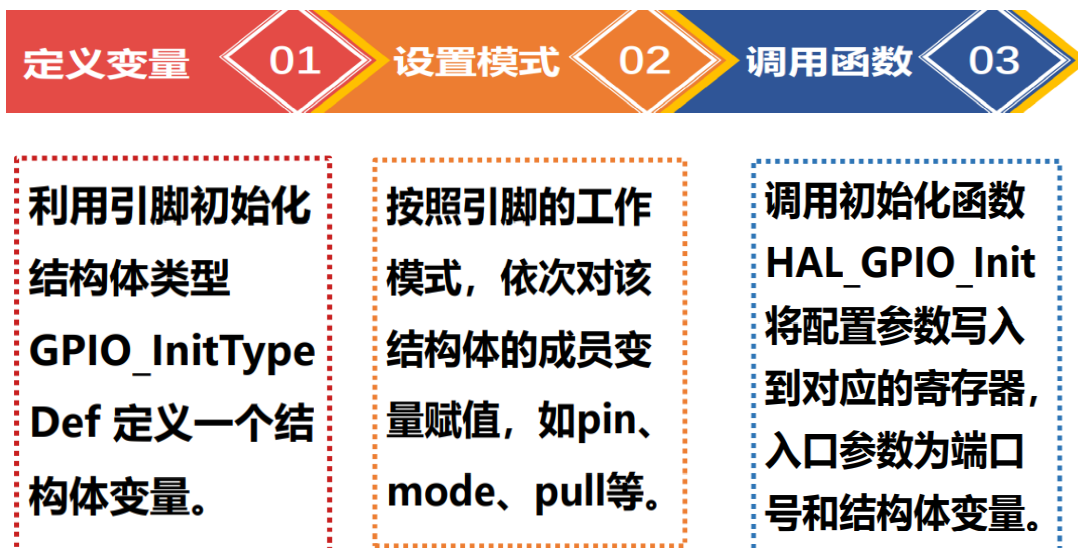 定义变量 01 设置模式 02 调用函数 03
利用引脚初始化
结构体类型
GPIO_InitType
Def 定义一个结
构体变量。
按照引脚的工作
模式，依次对该
结构体的成员变
量赋值，如pin、
mode、pull等。
调用初始化函数
HAL_GPIO_Init
将配置参数写入
到对应的寄存器，
入口参数为端口
号和结构体变量。